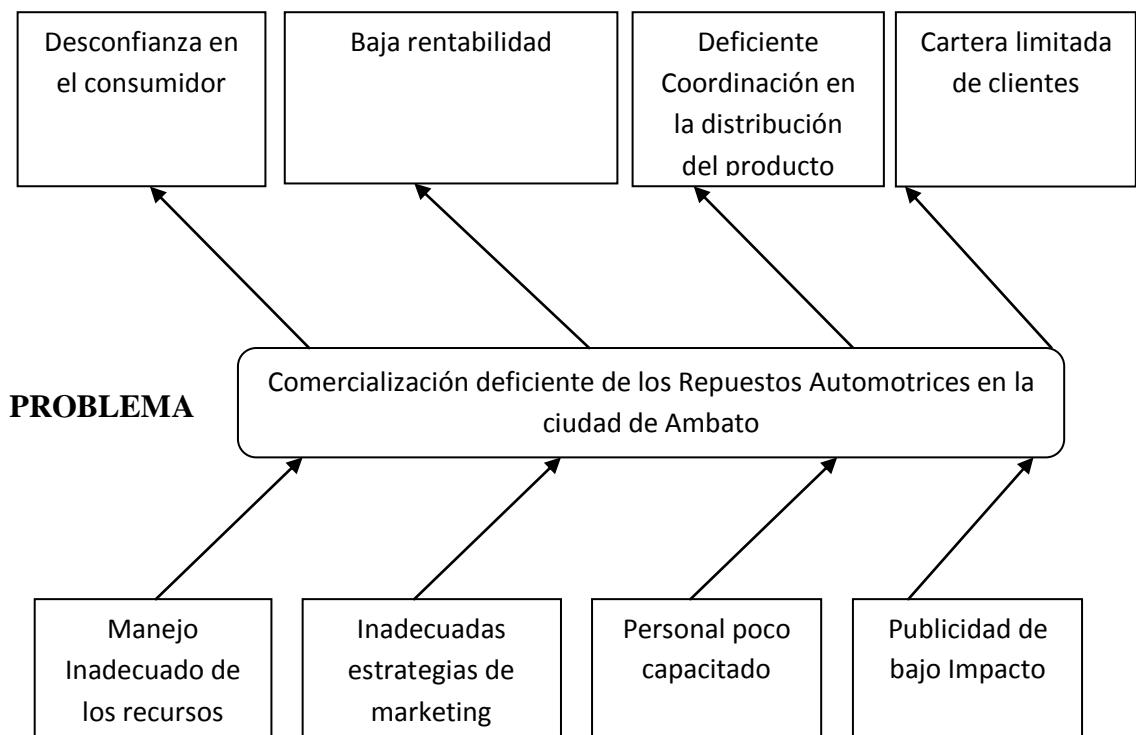 Desconfianza en
el consumidor
Baja rentabilidad
Deficiente
Coordinación en
la distribución
del producto
Cartera limitada
de clientes
PROBLEMA
Comercialización deficiente de los Repuestos Automotrices en la
ciudad de Ambato
Manejo
Inadecuado de
los recursos
Inadecuadas
estrategias de
marketing
Personal poco
capacitado
Publicidad de
bajo Impacto